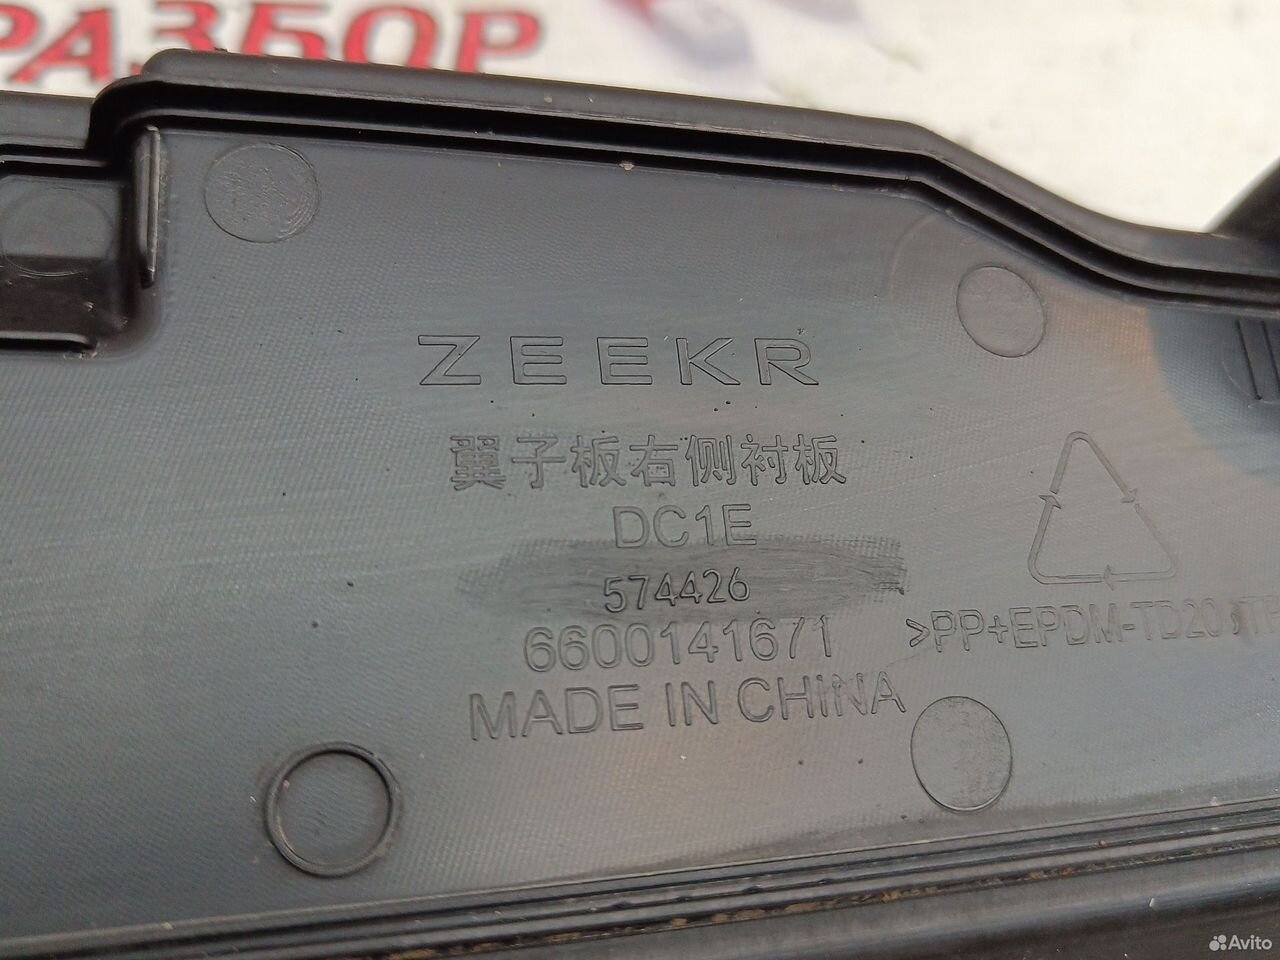 РАЗБОР
ZEEKR
翼子板右侧衬板
DC1E
574426
6600141671
>PP+EPDM-TD20
MADE IN CHiNA
Avito